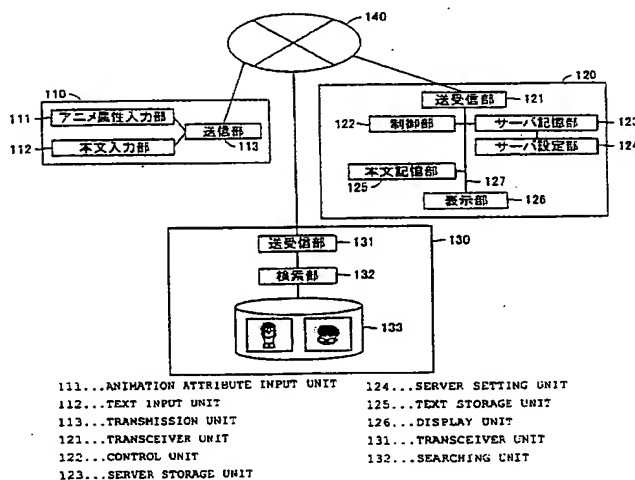 140
110
111 アニメ属性入力部
送信部
113
112 本文入力部
120
送受信部 121
122 制御部
サーバ記憶部 123
サーバ設定部 124
本文記憶部
125
127
表示部 126
130
送受信部 131
検索部 132
133
111...ANIMATION ATTRIBUTE INPUT UNIT
112...TEXT INPUT UNIT
113...TRANSMISSION UNIT
121...TRANSCEIVER UNIT
122...CONTROL UNIT
123...SERVER STORAGE UNIT
124...SERVER SETTING UNIT
125...TEXT STORAGE UNIT
126...DISPLAY UNIT
131...TRANSCEIVER UNIT
132...SEARCHING UNIT